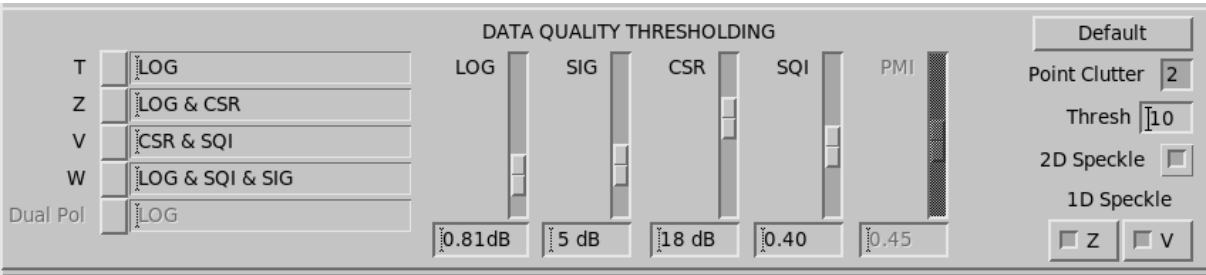 DATA QUALITY THRESHOLDING
T LOG
Z LOG & CSR
V CSR & SQI
W LOG & SQI & SIG
Dual Pol LOG
LOG SIG CSR SQI PMI
0.81dB 5 dB 18 dB 0.40 0.45
Default
Point Clutter 2
Thresh 10
2D Speckle
1D Speckle
Z V